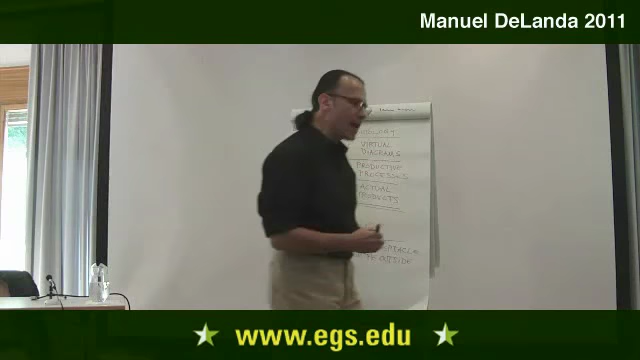 Manuel DeLanda 2011
VIRTUAL
DIAGRAMS
PRODUCTIVE
PROCESSES
ACTUAL
PRODUCTS
www.egs.edu